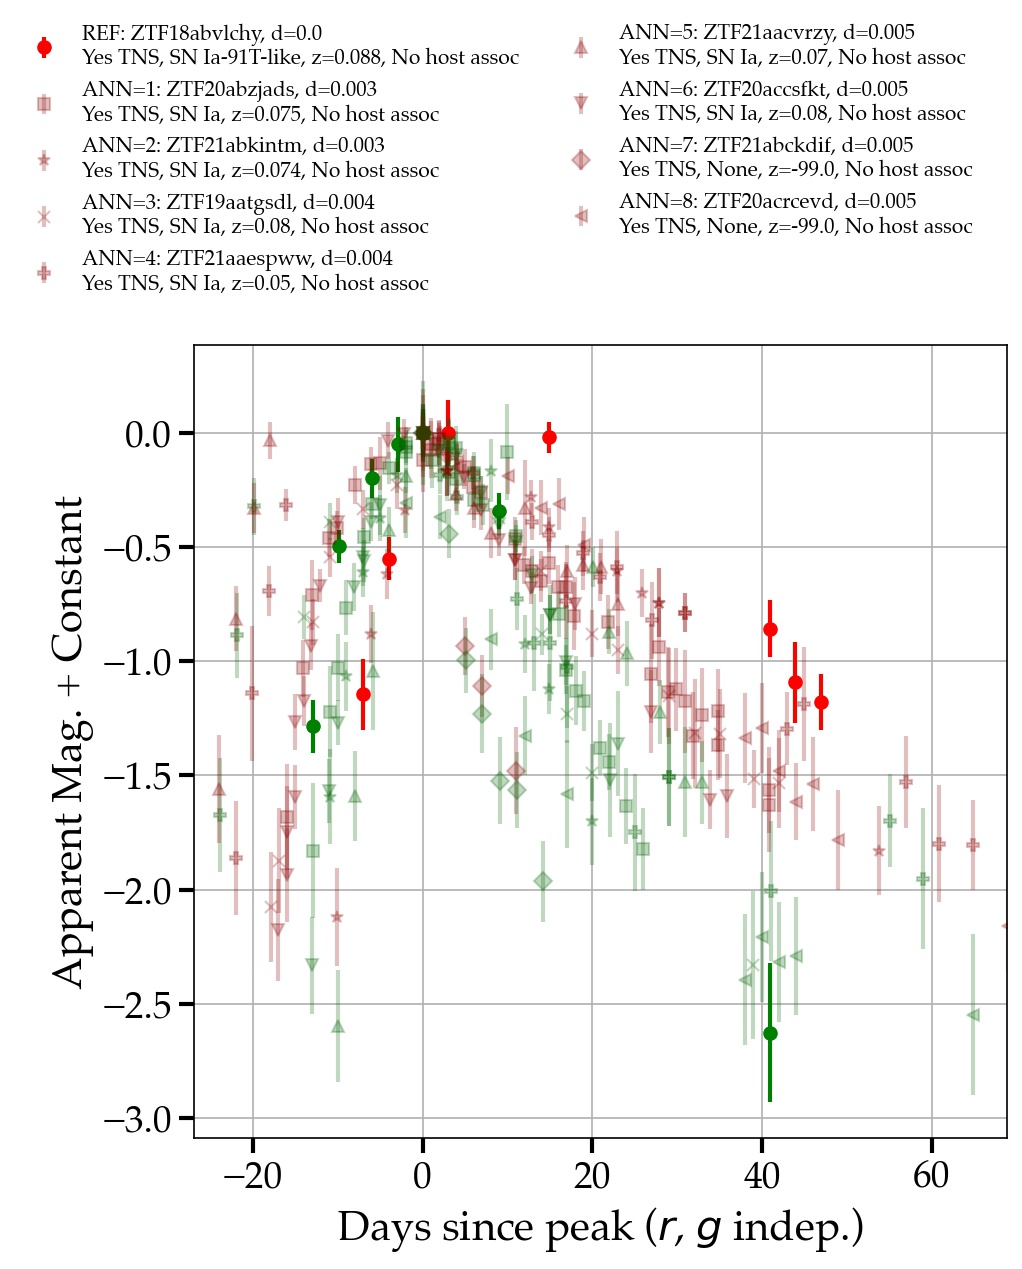 REF: ZTF18abvlchy, d=0.0
Yes TNS, SN Ia-91T-like, z=0.088, No host assoc
ANN=1: ZTF20abzjads, d=0.003
Yes TNS, SN Ia, z=0.075, No host assoc
ANN=2: ZTF21abkintm, d=0.003
Yes TNS, SN Ia, z=0.074, No host assoc
ANN=3: ZTF19aatgsdl, d=0.004
Yes TNS, SN Ia, z=0.08, No host assoc
ANN=4: ZTF21aaespww, d=0.004
Yes TNS, SN Ia, z=0.05, No host assoc
ANN=5: ZTF21aacvrzy, d=0.005
Yes TNS, SN Ia, z=0.07, No host assoc
ANN=6: ZTF20accsfkt, d=0.005
Yes TNS, SN Ia, z=0.08, No host assoc
ANN=7: ZTF21abckdif, d=0.005
Yes TNS, None, z=-99.0, No host assoc
ANN=8: ZTF20acrcevd, d=0.005
Yes TNS, None, z=-99.0, No host assoc
Apparent Mag. + Constant
0.0
−0.5
−1.0
−1.5
−2.0
−2.5
−3.0
−20 0 20 40 60
Days since peak (r, g indep.)